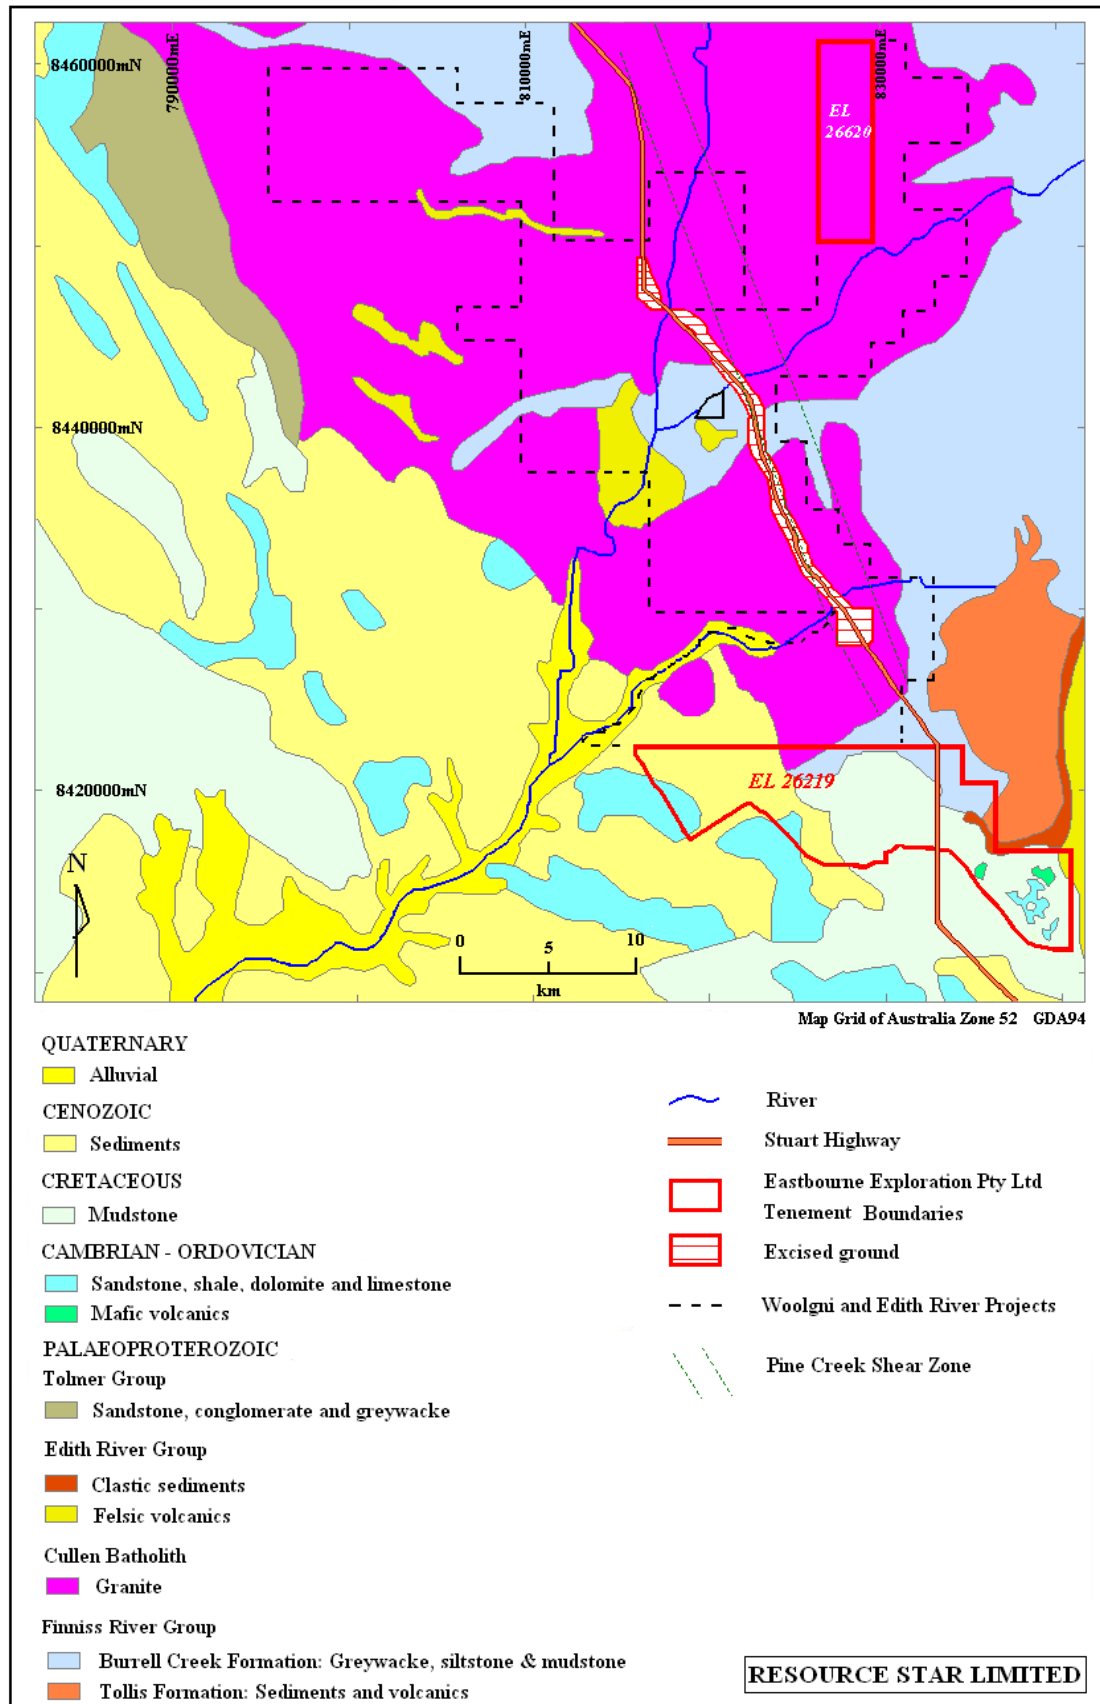 8460000mN
790000mE
810000mE
830000mE
EL
26620
8440000mN
8420000mN
EL 26219
N
0 5 10
km
Map Grid of Australia Zone 52 GDA94
QUATERNARY
Alluvial
CENOZOIC
Sediments
CRETACEOUS
Mudstone
CAMBRIAN - ORDOVICIAN
Sandstone, shale, dolomite and limestone
Mafic volcanics
PALAEOPROTEROZOIC
Tolmer Group
Sandstone, conglomerate and greywacke
Edith River Group
Clastic sediments
Felsic volcanics
Cullen Batholith
Granite
Finniss River Group
Burrell Creek Formation: Greywacke, siltstone & mudstone
Tollis Formation: Sediments and volcanics
River
Stuart Highway
Eastbourne Exploration Pty Ltd
Tenement Boundaries
Excised ground
Woolgni and Edith River Projects
Pine Creek Shear Zone
RESOURCE STAR LIMITED